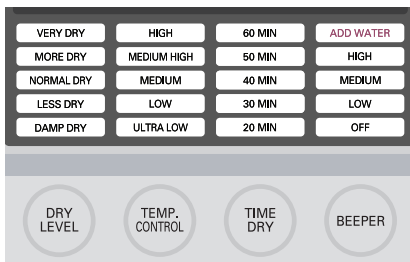 VERY DRY HIGH 60 MIN ADD WATER
MORE DRY MEDIUM HIGH 50 MIN HIGH
NORMAL DRY MEDIUM 40 MIN MEDIUM
LESS DRY LOW 30 MIN LOW
DAMP DRY ULTRA LOW 20 MIN OFF
DRY LEVEL
TEMP. CONTROL
TIME DRY
BEEPER